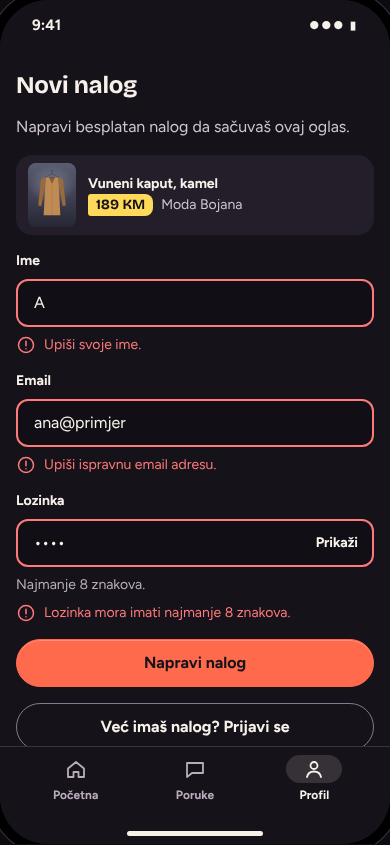 9:41
Novi nalog
Napravi besplatan nalog da sačuvaš ovaj oglas.
Vuneni kaput, kamel
189 KM Moda Bojana
Ime
A
Upiši svoje ime.
Email
ana@primjer
Upiši ispravnu email adresu.
Lozinka
•••• Prikaži
Najmanje 8 znakova.
Lozinka mora imati najmanje 8 znakova.
Napravi nalog
Već imaš nalog? Prijavi se
Početna Poruke Profil